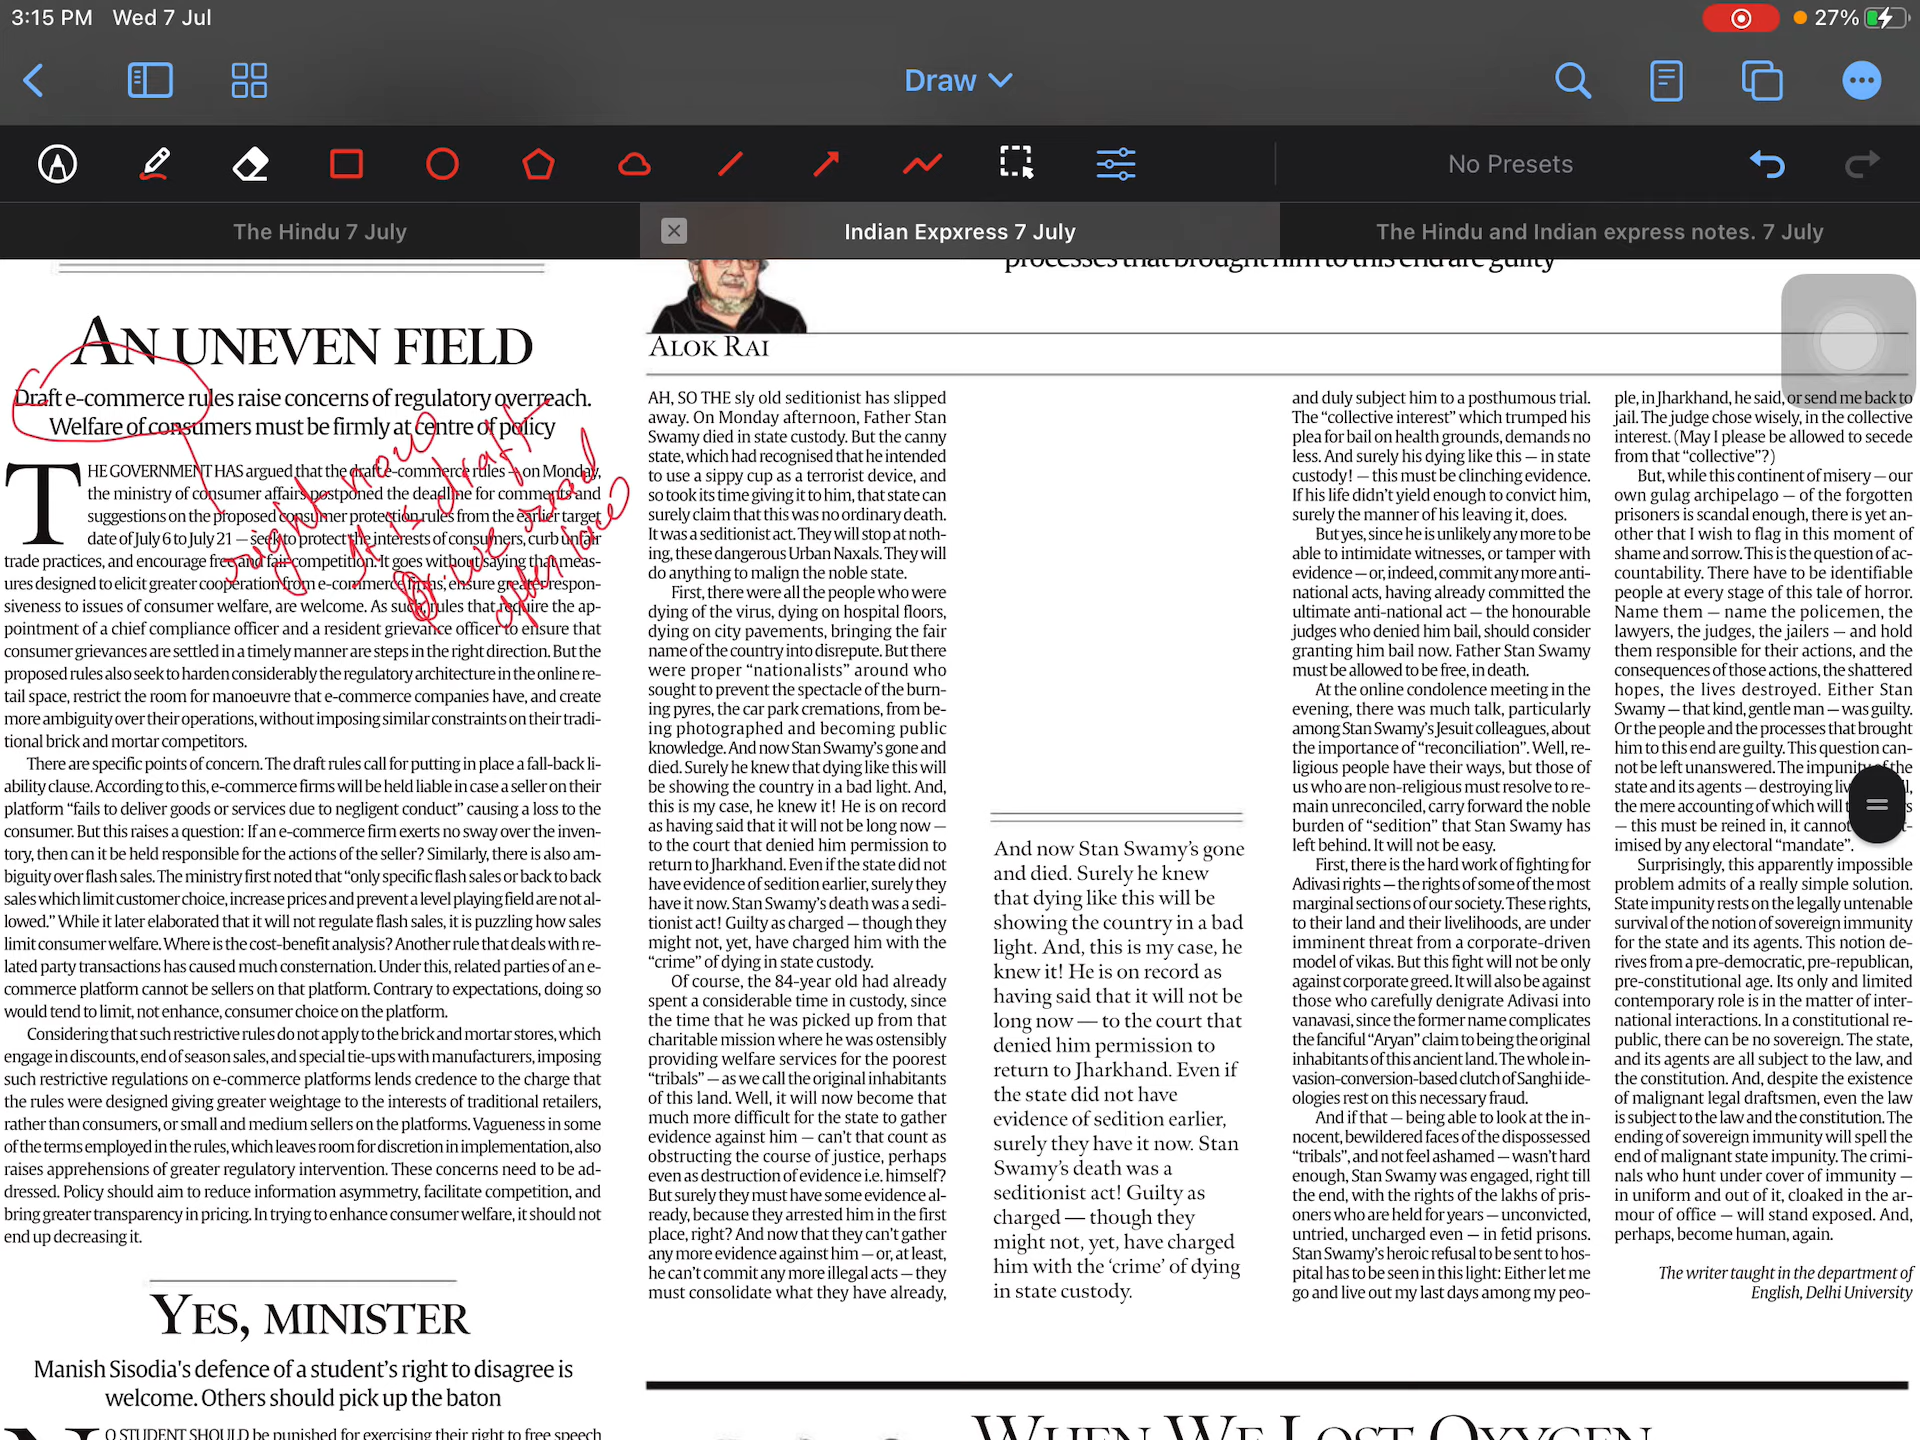 3:15 PM Wed 7 Jul
27%
Draw
No Presets
The Hindu 7 July
Indian Expxress 7 July
The Hindu and Indian express notes. 7 July
AN UNEVEN FIELD
Draft e-commerce rules raise concerns of regulatory overreach.
Welfare of consumers must be firmly at centre of policy
right now
it is draft
we read
after
THE GOVERNMENT HAS argued that the draft e-commerce rules — on Monday,
the ministry of consumer affairs postponed the deadline for comments and
suggestions on the proposed consumer protection rules from the earlier target
date of July 6 to July 21 — seek to protect the interests of consumers, curb unfair
trade practices, and encourage free and fair competition. It goes without saying that meas-
ures designed to elicit greater cooperation from e-commerce firms, ensure greater respon-
siveness to issues of consumer welfare, are welcome. As such, rules that require the ap-
pointment of a chief compliance officer and a resident grievance officer to ensure that
consumer grievances are settled in a timely manner are steps in the right direction. But the
proposed rules also seek to harden considerably the regulatory architecture in the online re-
tail space, restrict the room for manoeuvre that e-commerce companies have, and create
more ambiguity over their operations, without imposing similar constraints on their tradi-
tional brick and mortar competitors.
There are specific points of concern. The draft rules call for putting in place a fall-back li-
ability clause. According to this, e-commerce firms will be held liable in case a seller on their
platform “fails to deliver goods or services due to negligent conduct” causing a loss to the
consumer. But this raises a question: If an e-commerce firm exerts no sway over the inven-
tory, then can it be held responsible for the actions of the seller? Similarly, there is also am-
biguity over flash sales. The ministry first noted that “only specific flash sales or back to back
sales which limit customer choice, increase prices and prevent a level playing field are not al-
lowed.” While it later elaborated that it will not regulate flash sales, it is puzzling how sales
limit consumer welfare. Where is the cost-benefit analysis? Another rule that deals with re-
lated party transactions has caused much consternation. Under this, related parties of an e-
commerce platform cannot be sellers on that platform. Contrary to expectations, doing so
would tend to limit, not enhance, consumer choice on the platform.
Considering that such restrictive rules do not apply to the brick and mortar stores, which
engage in discounts, end of season sales, and special tie-ups with manufacturers, imposing
such restrictive regulations on e-commerce platforms lends credence to the charge that
the rules were designed giving greater weightage to the interests of traditional retailers,
rather than consumers, or small and medium sellers on the platforms. Vagueness in some
of the terms employed in the rules, which leaves room for discretion in implementation, also
raises apprehensions of greater regulatory intervention. These concerns need to be ad-
dressed. Policy should aim to reduce information asymmetry, facilitate competition, and
bring greater transparency in pricing. In trying to enhance consumer welfare, it should not
end up decreasing it.
YES, MINISTER
Manish Sisodia's defence of a student's right to disagree is
welcome. Others should pick up the baton
NO STUDENT SHOULD be punished for exercising their right to free speech
processes that brought him to this end are guilty
ALOK RAI
AH, SO THE sly old seditionist has slipped
away. On Monday afternoon, Father Stan
Swamy died in state custody. But the canny
state, which had recognised that he intended
to use a sippy cup as a terrorist device, and
so took its time giving it to him, that state can
surely claim that this was no ordinary death.
It was a seditionist act. They will stop at noth-
ing, these dangerous Urban Naxals. They will
do anything to malign the noble state.
First, there were all the people who were
dying of the virus, dying on hospital floors,
dying on city pavements, bringing the fair
name of the country into disrepute. But there
were proper “nationalists” around who
sought to prevent the spectacle of the burn-
ing pyres, the car park cremations, from be-
ing photographed and becoming public
knowledge. And now Stan Swamy's gone and
died. Surely he knew that dying like this will
be showing the country in a bad light. And,
this is my case, he knew it! He is on record
as having said that it will not be long now —
to the court that denied him permission to
return to Jharkhand. Even if the state did not
have evidence of sedition earlier, surely they
have it now. Stan Swamy's death was a sedi-
tionist act! Guilty as charged — though they
might not, yet, have charged him with the
“crime” of dying in state custody.
Of course, the 84-year old had already
spent a considerable time in custody, since
the time that he was picked up from that
charitable mission where he was ostensibly
providing welfare services for the poorest
“tribals” — as we call the original inhabitants
of this land. Well, it will now become that
much more difficult for the state to gather
evidence against him — can't that count as
obstructing the course of justice, perhaps
even as destruction of evidence i.e. himself?
But surely they must have some evidence al-
ready, because they arrested him in the first
place, right? And now that they can't gather
any more evidence against him — or, at least,
he can't commit any more illegal acts — they
must consolidate what they have already,
And now Stan Swamy's gone
and died. Surely he knew
that dying like this will be
showing the country in a bad
light. And, this is my case, he
knew it! He is on record as
having said that it will not be
long now — to the court that
denied him permission to
return to Jharkhand. Even if
the state did not have
evidence of sedition earlier,
surely they have it now. Stan
Swamy's death was a
seditionist act! Guilty as
charged — though they
might not, yet, have charged
him with the ‘crime’ of dying
in state custody.
and duly subject him to a posthumous trial.
The “collective interest” which trumped his
plea for bail on health grounds, demands no
less. And surely his dying like this — in state
custody! — this must be clinching evidence.
If his life didn't yield enough to convict him,
surely the manner of his leaving it, does.
But yes, since he is unlikely any more to be
able to intimidate witnesses, or tamper with
evidence — or, indeed, commit any more anti-
national acts, having already committed the
ultimate anti-national act — the honourable
judges who denied him bail, should consider
granting him bail now. Father Stan Swamy
must be allowed to be free, in death.
At the online condolence meeting in the
evening, there was much talk, particularly
among Stan Swamy's Jesuit colleagues, about
the importance of “reconciliation”. Well, re-
ligious people have their ways, but those of
us who are non-religious must resolve to re-
main unreconciled, carry forward the noble
burden of “sedition” that Stan Swamy has
left behind. It will not be easy.
First, there is the hard work of fighting for
Adivasi rights — the rights of some of the most
marginal sections of our society. These rights,
to their land and their livelihoods, are under
imminent threat from a corporate-driven
model of vikas. But this fight will not be only
against corporate greed. It will also be against
those who carefully denigrate Adivasi into
vanavasi, since the former name complicates
the fanciful “Aryan” claim to being the original
inhabitants of this ancient land. The whole in-
vasion-conversion-based clutch of Sanghi ide-
ologies rest on this necessary fraud.
And if that — being able to look at the in-
nocent, bewildered faces of the dispossessed
“tribals”, and not feel ashamed — wasn't hard
enough, Stan Swamy was engaged, right till
the end, with the rights of the lakhs of pris-
oners who are held for years — unconvicted,
untried, uncharged even — in fetid prisons.
Stan Swamy's heroic refusal to be sent to hos-
pital has to be seen in this light: Either let me
go and live out my last days among my peo-
ple, in Jharkhand, he said, or send me back to
jail. The judge chose wisely, in the collective
interest. (May I please be allowed to secede
from that “collective”?)
But, while this continent of misery — our
own gulag archipelago — of the forgotten
prisoners is scandal enough, there is yet an-
other that I wish to flag in this moment of
shame and sorrow. This is the question of ac-
countability. There have to be identifiable
people at every stage of this tale of horror.
Name them — name the policemen, the
lawyers, the judges, the jailers — and hold
them responsible for their actions, and the
consequences of those actions, the shattered
hopes, the lives destroyed. Either Stan
Swamy — that kind, gentle man — was guilty.
Or the people and the processes that brought
him to this end are guilty. This question can-
not be left unanswered. The impunity of the
state and its agents — destroying
the mere accounting of which will
— this must be reined in, it cannot
imised by any electoral “mandate”.
Surprisingly, this apparently impossible
problem admits of a really simple solution.
State impunity rests on the legally untenable
survival of the notion of sovereign immunity
for the state and its agents. This notion de-
rives from a pre-democratic, pre-republican,
pre-constitutional age. Its only and limited
contemporary role is in the matter of inter-
national interactions. In a constitutional re-
public, there can be no sovereign. The state,
and its agents are all subject to the law, and
the constitution. And, despite the existence
of malignant legal draftsmen, even the law
is subject to the law and the constitution. The
ending of sovereign immunity will spell the
end of malignant state impunity. The crimi-
nals who hunt under cover of immunity —
in uniform and out of it, cloaked in the ar-
mour of office — will stand exposed. And,
perhaps, become human, again.
The writer taught in the department of
English, Delhi University
WHEN WE LOST OXYGEN